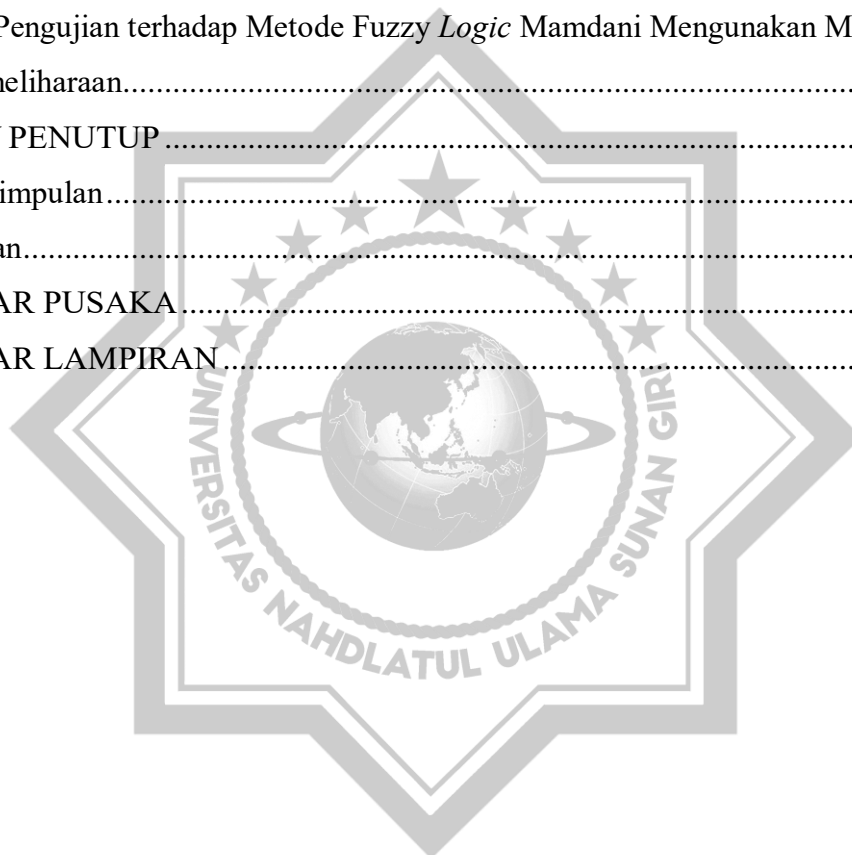 Pengujian terhadap Metode Fuzzy Logic Mamdani Mengunakan M
eliharaan......................................................................................
PENUTUP.................................................................................
impulan........................................................................................
an..................................................................................................
AR PUSAKA...............................................................................
AR LAMPIRAN..........................................................................
UNIVERSITAS NAHDLATUL ULAMA SUNAN GIRI